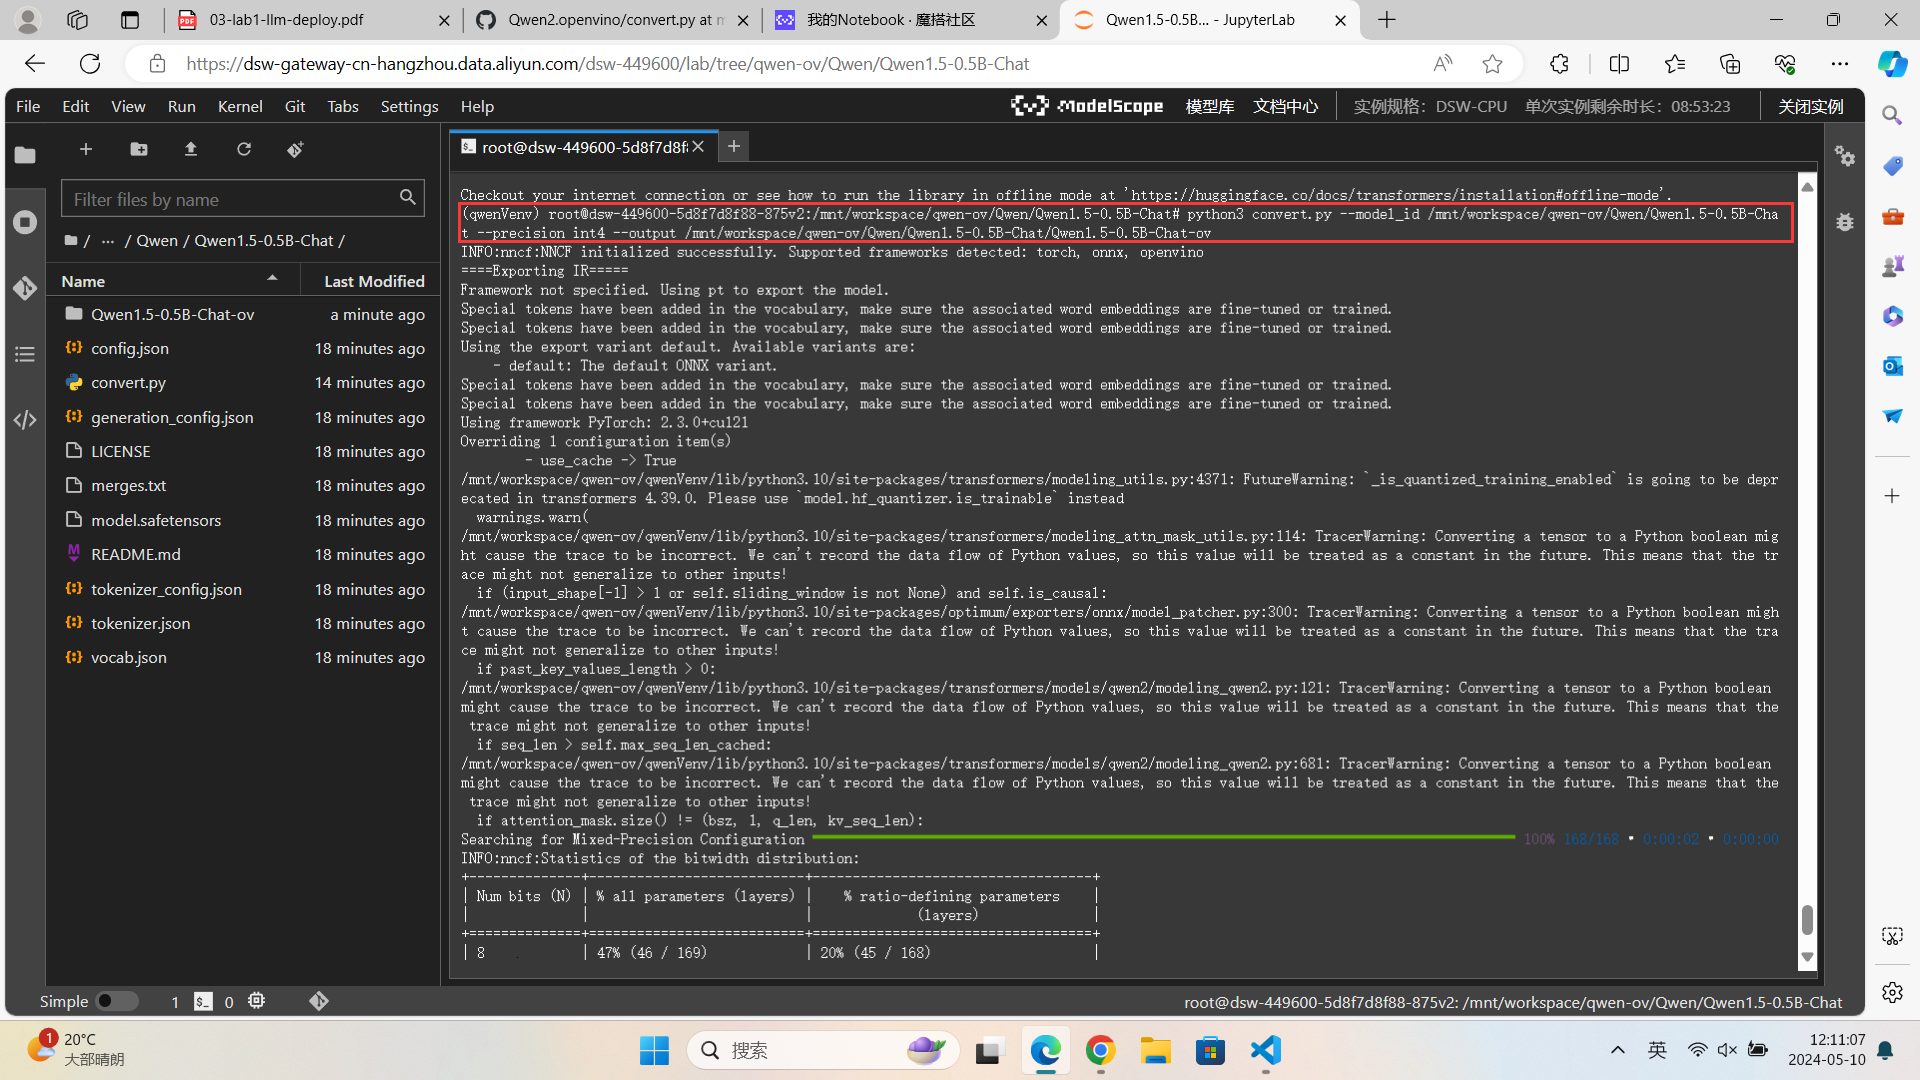 03-lab1-llm-deploy.pdf
Qwen2.openvino/convert.py at m
我的Notebook · 魔搭社区
Qwen1.5-0.5B... - JupyterLab
https://dsw-gateway-cn-hangzhou.data.aliyun.com/dsw-449600/lab/tree/qwen-ov/Qwen/Qwen1.5-0.5B-Chat
File Edit View Run Kernel Git Tabs Settings Help
ModelScope 模型库 文档中心 实例规格: DSW-CPU 单次实例剩余时长: 08:53:23 关闭实例
root@dsw-449600-5d8f7d8f8
Filter files by name
/ ··· / Qwen / Qwen1.5-0.5B-Chat /
Name Last Modified
Qwen1.5-0.5B-Chat-ov a minute ago
config.json 18 minutes ago
convert.py 14 minutes ago
generation_config.json 18 minutes ago
LICENSE 18 minutes ago
merges.txt 18 minutes ago
model.safetensors 18 minutes ago
README.md 18 minutes ago
tokenizer_config.json 18 minutes ago
tokenizer.json 18 minutes ago
vocab.json 18 minutes ago
Checkout your internet connection or see how to run the library in offline mode at 'https://huggingface.co/docs/transformers/installation#offline-mode'.
(qwenVenv) root@dsw-449600-5d8f7d8f88-875v2:/mnt/workspace/qwen-ov/Qwen/Qwen1.5-0.5B-Chat# python3 convert.py --model_id /mnt/workspace/qwen-ov/Qwen/Qwen1.5-0.5B-Cha
t --precision int4 --output /mnt/workspace/qwen-ov/Qwen/Qwen1.5-0.5B-Chat/Qwen1.5-0.5B-Chat-ov
INFO:nncf:NNCF initialized successfully. Supported frameworks detected: torch, onnx, openvino
====Exporting IR=====
Framework not specified. Using pt to export the model.
Special tokens have been added in the vocabulary, make sure the associated word embeddings are fine-tuned or trained.
Special tokens have been added in the vocabulary, make sure the associated word embeddings are fine-tuned or trained.
Using the export variant default. Available variants are:
- default: The default ONNX variant.
Special tokens have been added in the vocabulary, make sure the associated word embeddings are fine-tuned or trained.
Special tokens have been added in the vocabulary, make sure the associated word embeddings are fine-tuned or trained.
Using framework PyTorch: 2.3.0+cu121
Overriding 1 configuration item(s)
- use_cache -> True
/mnt/workspace/qwen-ov/qwenVenv/lib/python3.10/site-packages/transformers/modeling_utils.py:4371: FutureWarning: `_is_quantized_training_enabled` is going to be depr
ecated in transformers 4.39.0. Please use `model.hf_quantizer.is_trainable` instead
warnings.warn(
/mnt/workspace/qwen-ov/qwenVenv/lib/python3.10/site-packages/transformers/modeling_attn_mask_utils.py:114: TracerWarning: Converting a tensor to a Python boolean mig
ht cause the trace to be incorrect. We can't record the data flow of Python values, so this value will be treated as a constant in the future. This means that the tr
ace might not generalize to other inputs!
if (input_shape[-1] > 1 or self.sliding_window is not None) and self.is_causal:
/mnt/workspace/qwen-ov/qwenVenv/lib/python3.10/site-packages/optimum/exporters/onnx/model_patcher.py:300: TracerWarning: Converting a tensor to a Python boolean migh
t cause the trace to be incorrect. We can't record the data flow of Python values, so this value will be treated as a constant in the future. This means that the tra
ce might not generalize to other inputs!
if past_key_values_length > 0:
/mnt/workspace/qwen-ov/qwenVenv/lib/python3.10/site-packages/transformers/models/qwen2/modeling_qwen2.py:121: TracerWarning: Converting a tensor to a Python boolean
might cause the trace to be incorrect. We can't record the data flow of Python values, so this value will be treated as a constant in the future. This means that the
trace might not generalize to other inputs!
if seq_len > self.max_seq_len_cached:
/mnt/workspace/qwen-ov/qwenVenv/lib/python3.10/site-packages/transformers/models/qwen2/modeling_qwen2.py:681: TracerWarning: Converting a tensor to a Python boolean
might cause the trace to be incorrect. We can't record the data flow of Python values, so this value will be treated as a constant in the future. This means that the
trace might not generalize to other inputs!
if attention_mask.size() != (bsz, 1, q_len, kv_seq_len):
Searching for Mixed-Precision Configuration 100% 168/168 • 0:00:02 • 0:00:00
INFO:nncf:Statistics of the bitwidth distribution:
| Num bits (N) | % all parameters (layers) | % ratio-defining parameters |
| | | (layers) |
| 8 | 47% (46 / 169) | 20% (45 / 168) |
Simple 1 0
root@dsw-449600-5d8f7d8f88-875v2: /mnt/workspace/qwen-ov/Qwen/Qwen1.5-0.5B-Chat
1 20°C
大部晴朗
搜索
英
12:11:07
2024-05-10